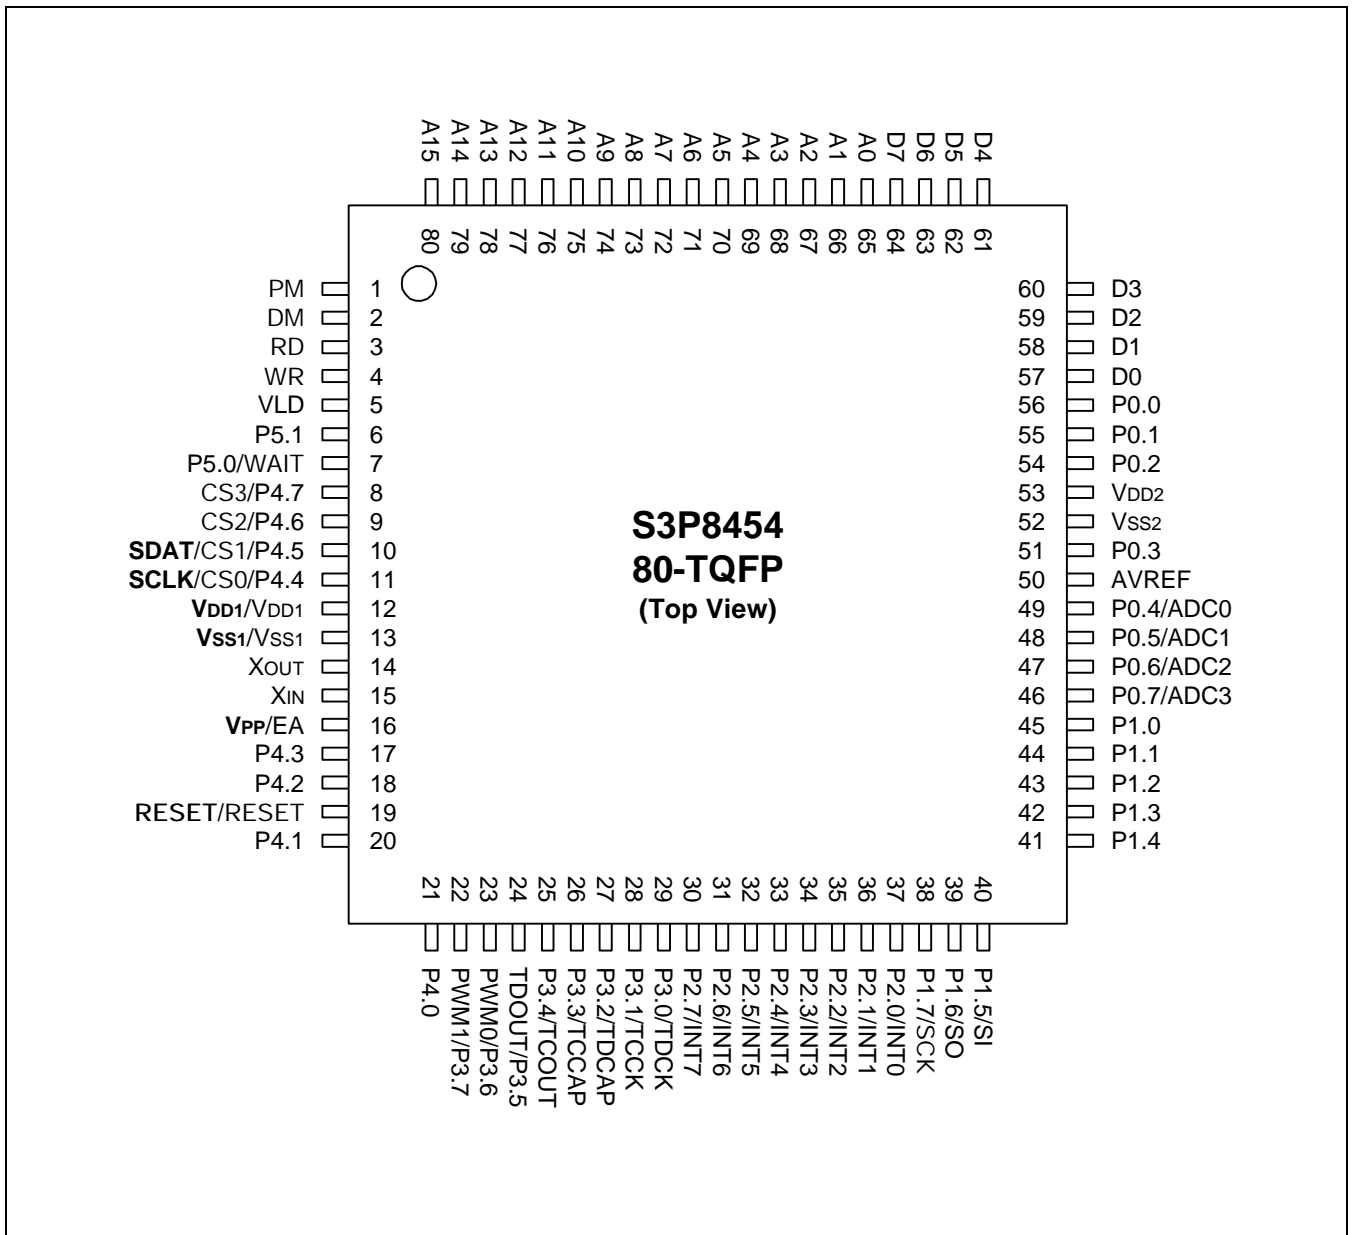 A15 A14 A13 A12 A11 A10 A9 A8 A7 A6 A5 A4 A3 A2 A1 A0 D7 D6 D5 D4
80 79 78 77 76 75 74 73 72 71 70 69 68 67 66 65 64 63 62 61
PM 1
DM 2
RD 3
WR 4
VLD 5
P5.1 6
P5.0/WAIT 7
CS3/P4.7 8
CS2/P4.6 9
SDAT/CS1/P4.5 10
SCLK/CS0/P4.4 11
VDD1/VDD1 12
VSS1/VSS1 13
XOUT 14
XIN 15
VPP/EA 16
P4.3 17
P4.2 18
RESET/RESET 19
P4.1 20
S3P8454
80-TQFP
(Top View)
60 D3
59 D2
58 D1
57 D0
56 P0.0
55 P0.1
54 P0.2
53 VDD2
52 VSS2
51 P0.3
50 AVREF
49 P0.4/ADC0
48 P0.5/ADC1
47 P0.6/ADC2
46 P0.7/ADC3
45 P1.0
44 P1.1
43 P1.2
42 P1.3
41 P1.4
21 22 23 24 25 26 27 28 29 30 31 32 33 34 35 36 37 38 39 40
P4.0 PWM1/P3.7 PWM0/P3.6 TDOUT/P3.5 P3.4/TCOUT P3.3/TCCAP P3.2/TDCAP P3.1/TCCK P3.0/TDCK P2.7/INT7 P2.6/INT6 P2.5/INT5 P2.4/INT4 P2.3/INT3 P2.2/INT2 P2.1/INT1 P2.0/INT0 P1.7/SCK P1.6/SO P1.5/SI